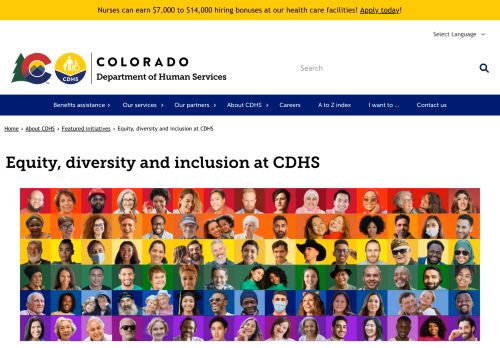 Nurses can earn $7,000 to $14,000 hiring bonuses at our health care facilities! Apply today!
Select Language
COLORADO
Department of Human Services
CDHS
Search
Benefits assistance
Our services
Our partners
About CDHS
Careers
A to Z index
I want to ...
Contact us
Home › About CDHS › Featured initiatives › Equity, diversity and inclusion at CDHS
Equity, diversity and inclusion at CDHS